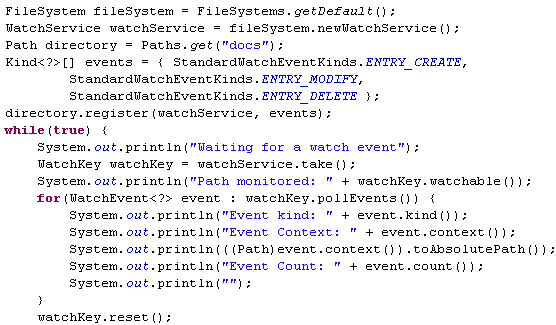 FileSystem fileSystem = FileSystems.getDefault();
WatchService watchService = fileSystem.newWatchService();
Path directory = Paths.get("docs");
Kind<?>[] events = { StandardWatchEventKinds.ENTRY_CREATE,
        StandardWatchEventKinds.ENTRY_MODIFY,
        StandardWatchEventKinds.ENTRY_DELETE };
directory.register(watchService, events);
while(true) {
    System.out.println("Waiting for a watch event");
    WatchKey watchKey = watchService.take();
    System.out.println("Path monitored: " + watchKey.watchable());
    for(WatchEvent<?> event : watchKey.pollEvents()) {
        System.out.println("Event kind: " + event.kind());
        System.out.println("Event Context: " + event.context());
        System.out.println(((Path)event.context()).toAbsolutePath());
        System.out.println("Event Count: " + event.count());
        System.out.println("");
    }
    watchKey.reset();